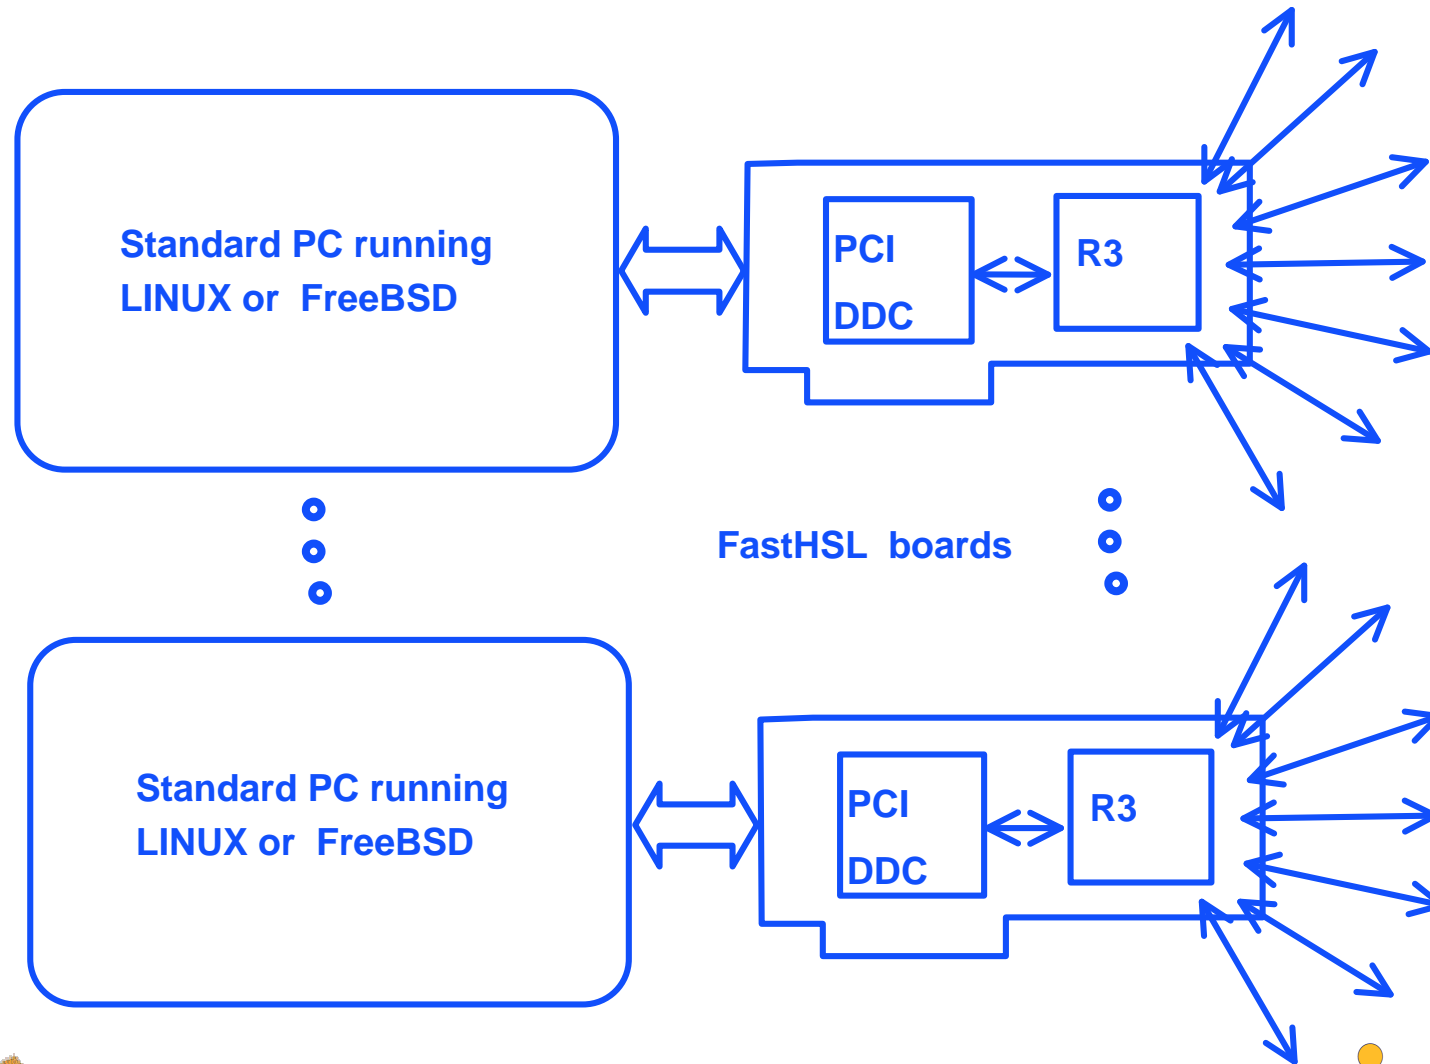 Standard PC running
LINUX or FreeBSD
PCI
DDC
R3
FastHSL boards
Standard PC running
LINUX or FreeBSD
PCI
DDC
R3